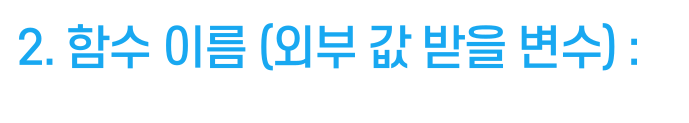 2. 함수 이름 (외부 값 받을 변수) :